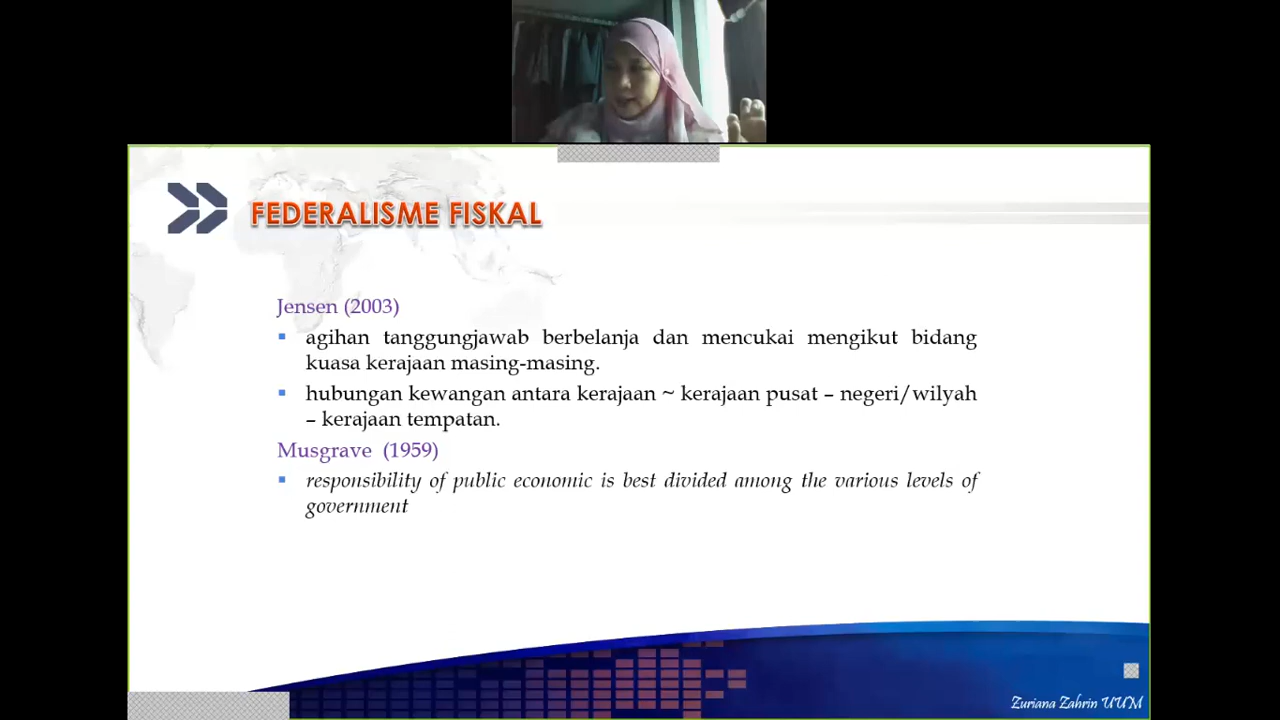 FEDERALISME FISKAL
Jensen (2003)
agihan tanggungjawab berbelanja dan mencukai mengikut bidang
kuasa kerajaan masing-masing.
hubungan kewangan antara kerajaan ~ kerajaan pusat – negeri/wilyah
– kerajaan tempatan.
Musgrave (1959)
responsibility of public economic is best divided among the various levels of
government
Zuriana Zahrin UUM